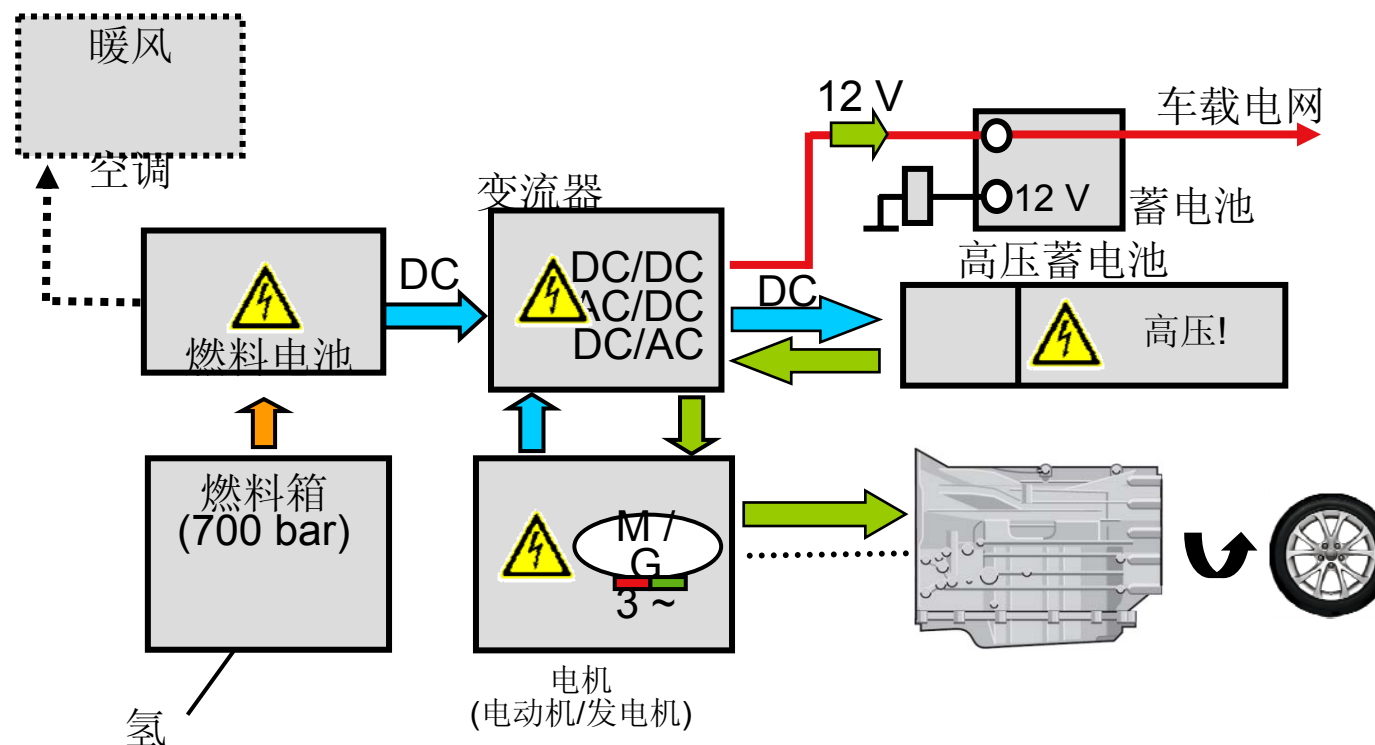 暖风
空调
12 V
车载电网
12 V
蓄电池
变流器
DC/DC
AC/DC
DC/AC
DC
燃料电池
DC
高压蓄电池
高压!
燃料箱
(700 bar)
氢
M /
G
3 ~
电机
(电动机/发电机)